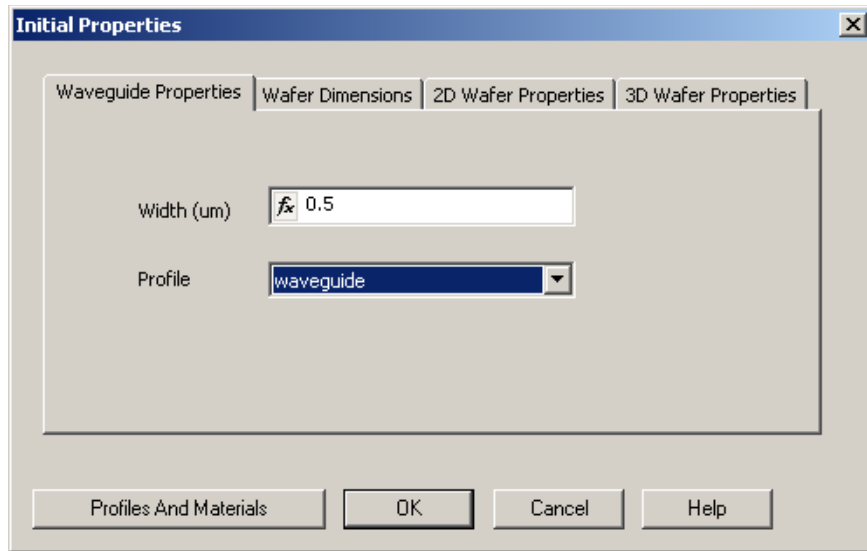 Initial Properties
Waveguide Properties Wafer Dimensions 2D Wafer Properties 3D Wafer Properties
Width (um) fx 0.5
Profile waveguide
Profiles And Materials OK Cancel Help